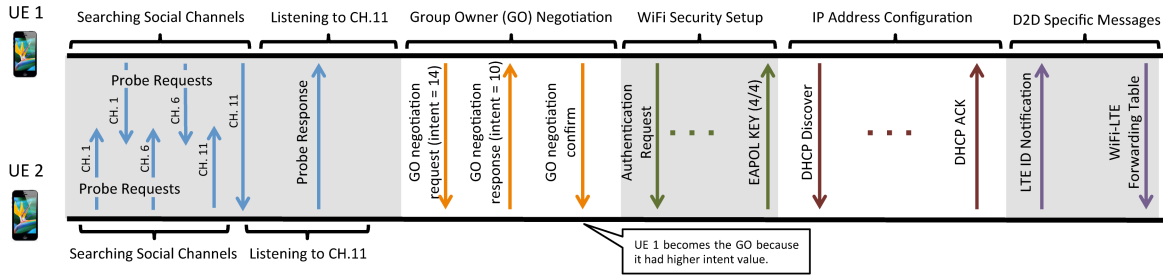 UE 1
Searching Social Channels
Listening to CH.11
Group Owner (GO) Negotiation
WiFi Security Setup
IP Address Configuration
D2D Specific Messages
Probe Requests
CH. 1
CH. 1
CH. 6
CH. 6
CH. 11
CH. 11
Probe Requests
Probe Response
GO negotiation
request (intent = 14)
GO negotiation
response (intent = 10)
GO negotiation
confirm
Authentication
Request
EAPOL KEY (4/4)
DHCP Discover
DHCP ACK
LTE ID Notification
WiFi-LTE
Forwarding Table
UE 2
Searching Social Channels
Listening to CH.11
UE 1 becomes the GO because
it had higher intent value.